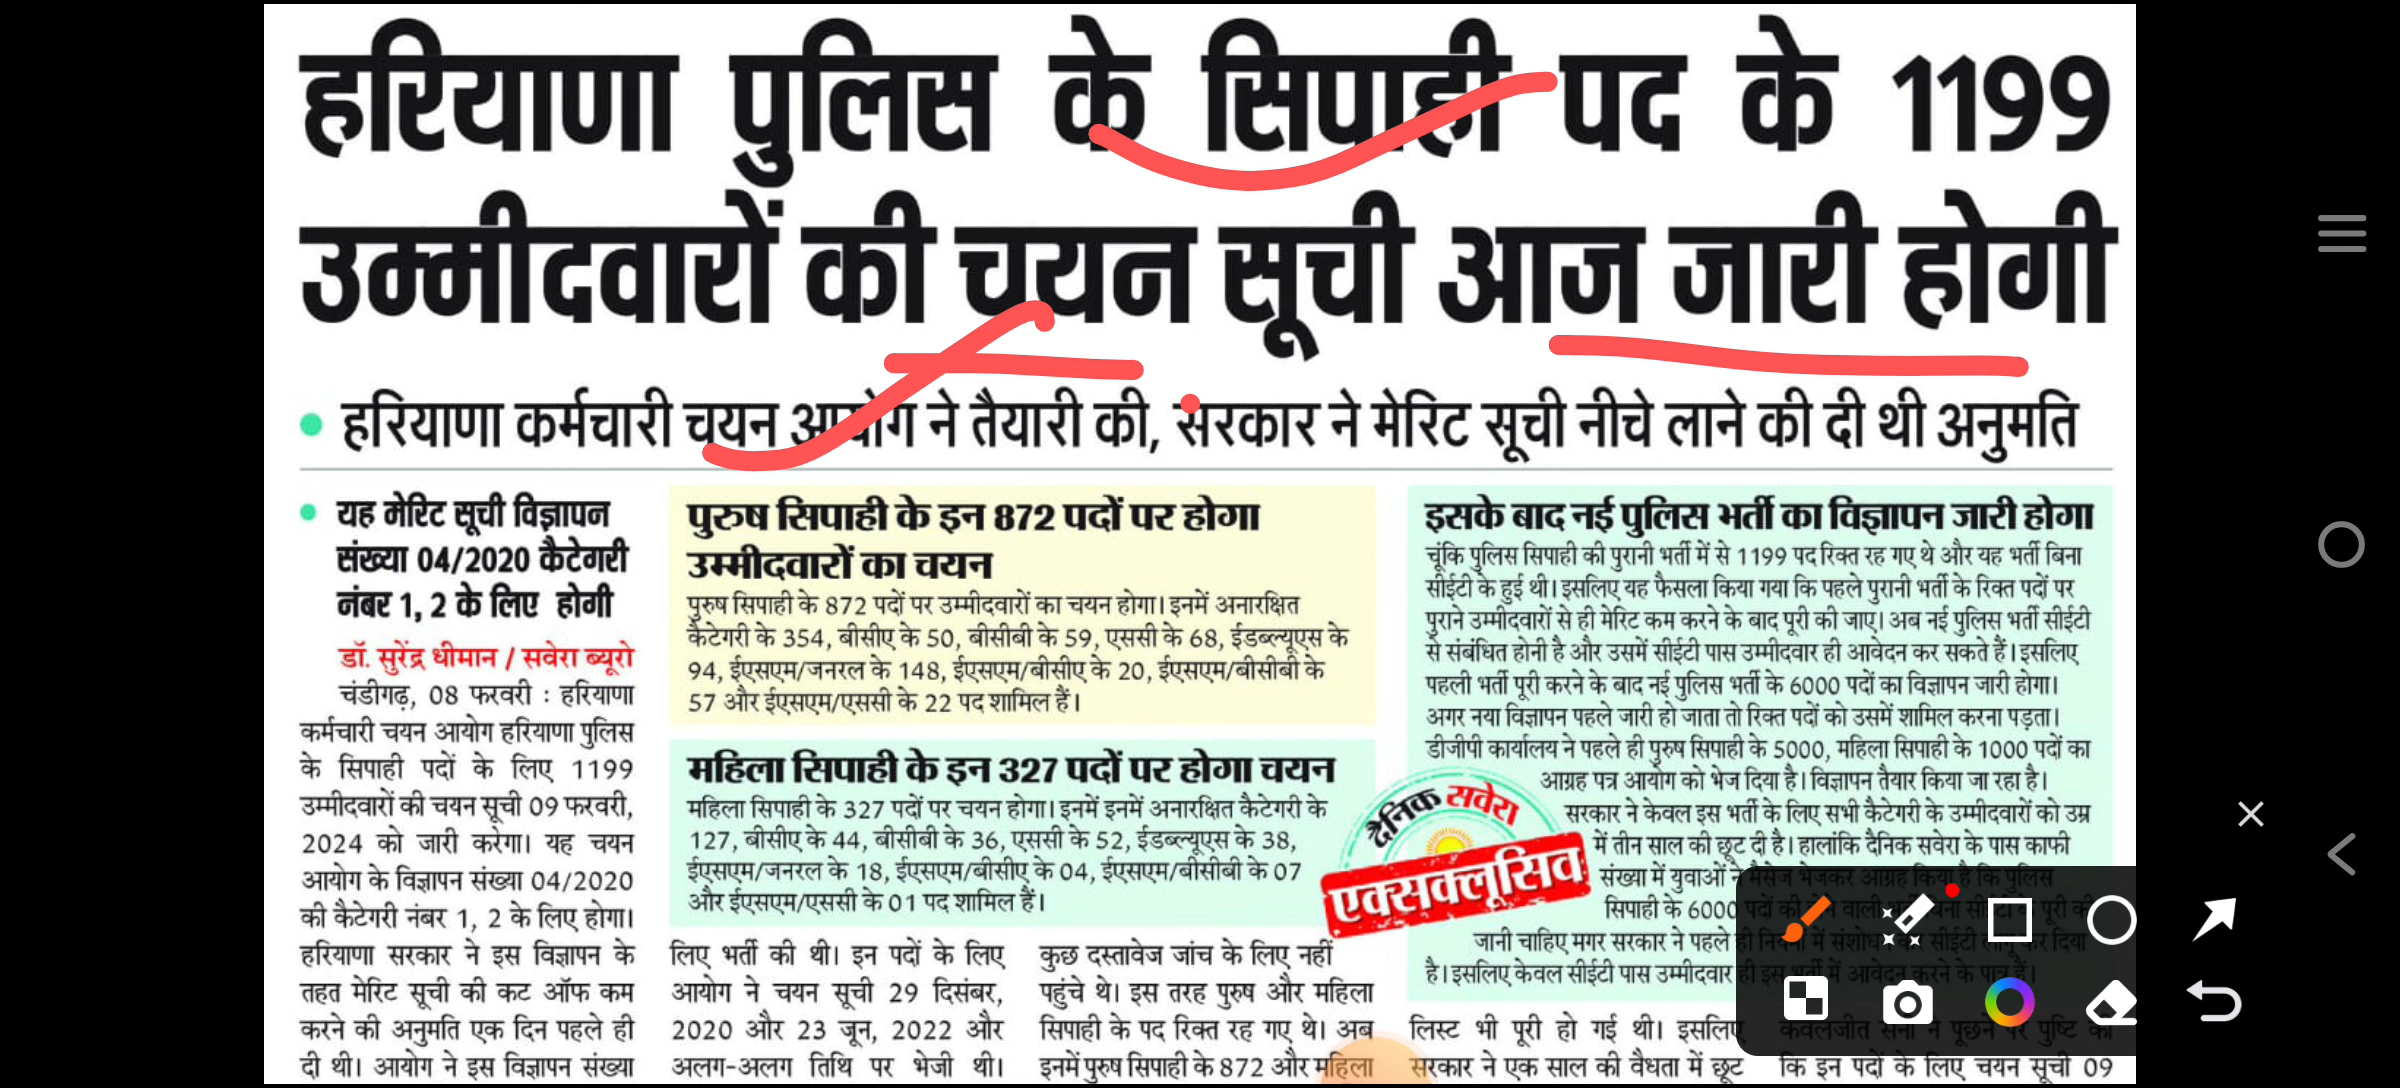 हरियाणा पुलिस के सिपाही पद के 1199
उम्मीदवारों की चयन सूची आज जारी होगी
• हरियाणा कर्मचारी चयन आयोग ने तैयारी की, सरकार ने मेरिट सूची नीचे लाने की दी थी अनुमति
• यह मेरिट सूची विज्ञापन
संख्या 04/2020 कैटेगरी
नंबर 1, 2 के लिए होगी
डॉ. सुरेंद्र धीमान / सवेरा ब्यूरो
चंडीगढ़, 08 फरवरी : हरियाणा
कर्मचारी चयन आयोग हरियाणा पुलिस
के सिपाही पदों के लिए 1199
उम्मीदवारों की चयन सूची 09 फरवरी,
2024 को जारी करेगा। यह चयन
आयोग के विज्ञापन संख्या 04/2020
की कैटेगरी नंबर 1, 2 के लिए होगा।
हरियाणा सरकार ने इस विज्ञापन के
तहत मेरिट सूची की कट ऑफ कम
करने की अनुमति एक दिन पहले ही
दी थी। आयोग ने इस विज्ञापन संख्या
पुरुष सिपाही के इन 872 पदों पर होगा
उम्मीदवारों का चयन
पुरुष सिपाही के 872 पदों पर उम्मीदवारों का चयन होगा। इनमें अनारक्षित
कैटेगरी के 354, बीसीए के 50, बीसीबी के 59, एससी के 68, ईडब्ल्यूएस के
94, ईएसएम/जनरल के 148, ईएसएम/बीसीए के 20, ईएसएम/बीसीबी के
57 और ईएसएम/एससी के 22 पद शामिल हैं।
महिला सिपाही के इन 327 पदों पर होगा चयन
महिला सिपाही के 327 पदों पर चयन होगा। इनमें इनमें अनारक्षित कैटेगरी के
127, बीसीए के 44, बीसीबी के 36, एससी के 52, ईडब्ल्यूएस के 38,
ईएसएम/जनरल के 18, ईएसएम/बीसीए के 04, ईएसएम/बीसीबी के 07
और ईएसएम/एससी के 01 पद शामिल हैं।
लिए भर्ती की थी। इन पदों के लिए
आयोग ने चयन सूची 29 दिसंबर,
2020 और 23 जून, 2022 और
अलग-अलग तिथि पर भेजी थी।
कुछ दस्तावेज जांच के लिए नहीं
पहुंचे थे। इस तरह पुरुष और महिला
सिपाही के पद रिक्त रह गए थे। अब
इनमें पुरुष सिपाही के 872 और महिला
दैनिक सवेरा
एक्सक्लूसिव
इसके बाद नई पुलिस भर्ती का विज्ञापन जारी होगा
चूंकि पुलिस सिपाही की पुरानी भर्ती में से 1199 पद रिक्त रह गए थे और यह भर्ती बिना
सीईटी के हुई थी। इसलिए यह फैसला किया गया कि पहले पुरानी भर्ती के रिक्त पदों पर
पुराने उम्मीदवारों से ही मेरिट कम करने के बाद पूरी की जाए। अब नई पुलिस भर्ती सीईटी
से संबंधित होनी है और उसमें सीईटी पास उम्मीदवार ही आवेदन कर सकते हैं। इसलिए
पहली भर्ती पूरी करने के बाद नई पुलिस भर्ती के 6000 पदों का विज्ञापन जारी होगा।
अगर नया विज्ञापन पहले जारी हो जाता तो रिक्त पदों को उसमें शामिल करना पड़ता।
डीजीपी कार्यालय ने पहले ही पुरुष सिपाही के 5000, महिला सिपाही के 1000 पदों का
आग्रह पत्र आयोग को भेज दिया है। विज्ञापन तैयार किया जा रहा है।
सरकार ने केवल इस भर्ती के लिए सभी कैटेगरी के उम्मीदवारों को उम्र
में तीन साल की छूट दी है। हालांकि दैनिक सवेरा के पास काफी
संख्या में युवाओं ने मैसेज भेजकर आग्रह किया है कि पुलिस
सिपाही के 6000 पदों की
जानी चाहिए मगर सरकार ने पहले ही
है। इसलिए केवल सीईटी पास उम्मीदवार ही इस भर्ती में आवेदन करने के पात्र हैं।
लिस्ट भी पूरी हो गई थी। इसलिए
सरकार ने एक साल की वैधता में छूट
ने पूछने पर पुष्टि की
कि इन पदों के लिए चयन सूची 09